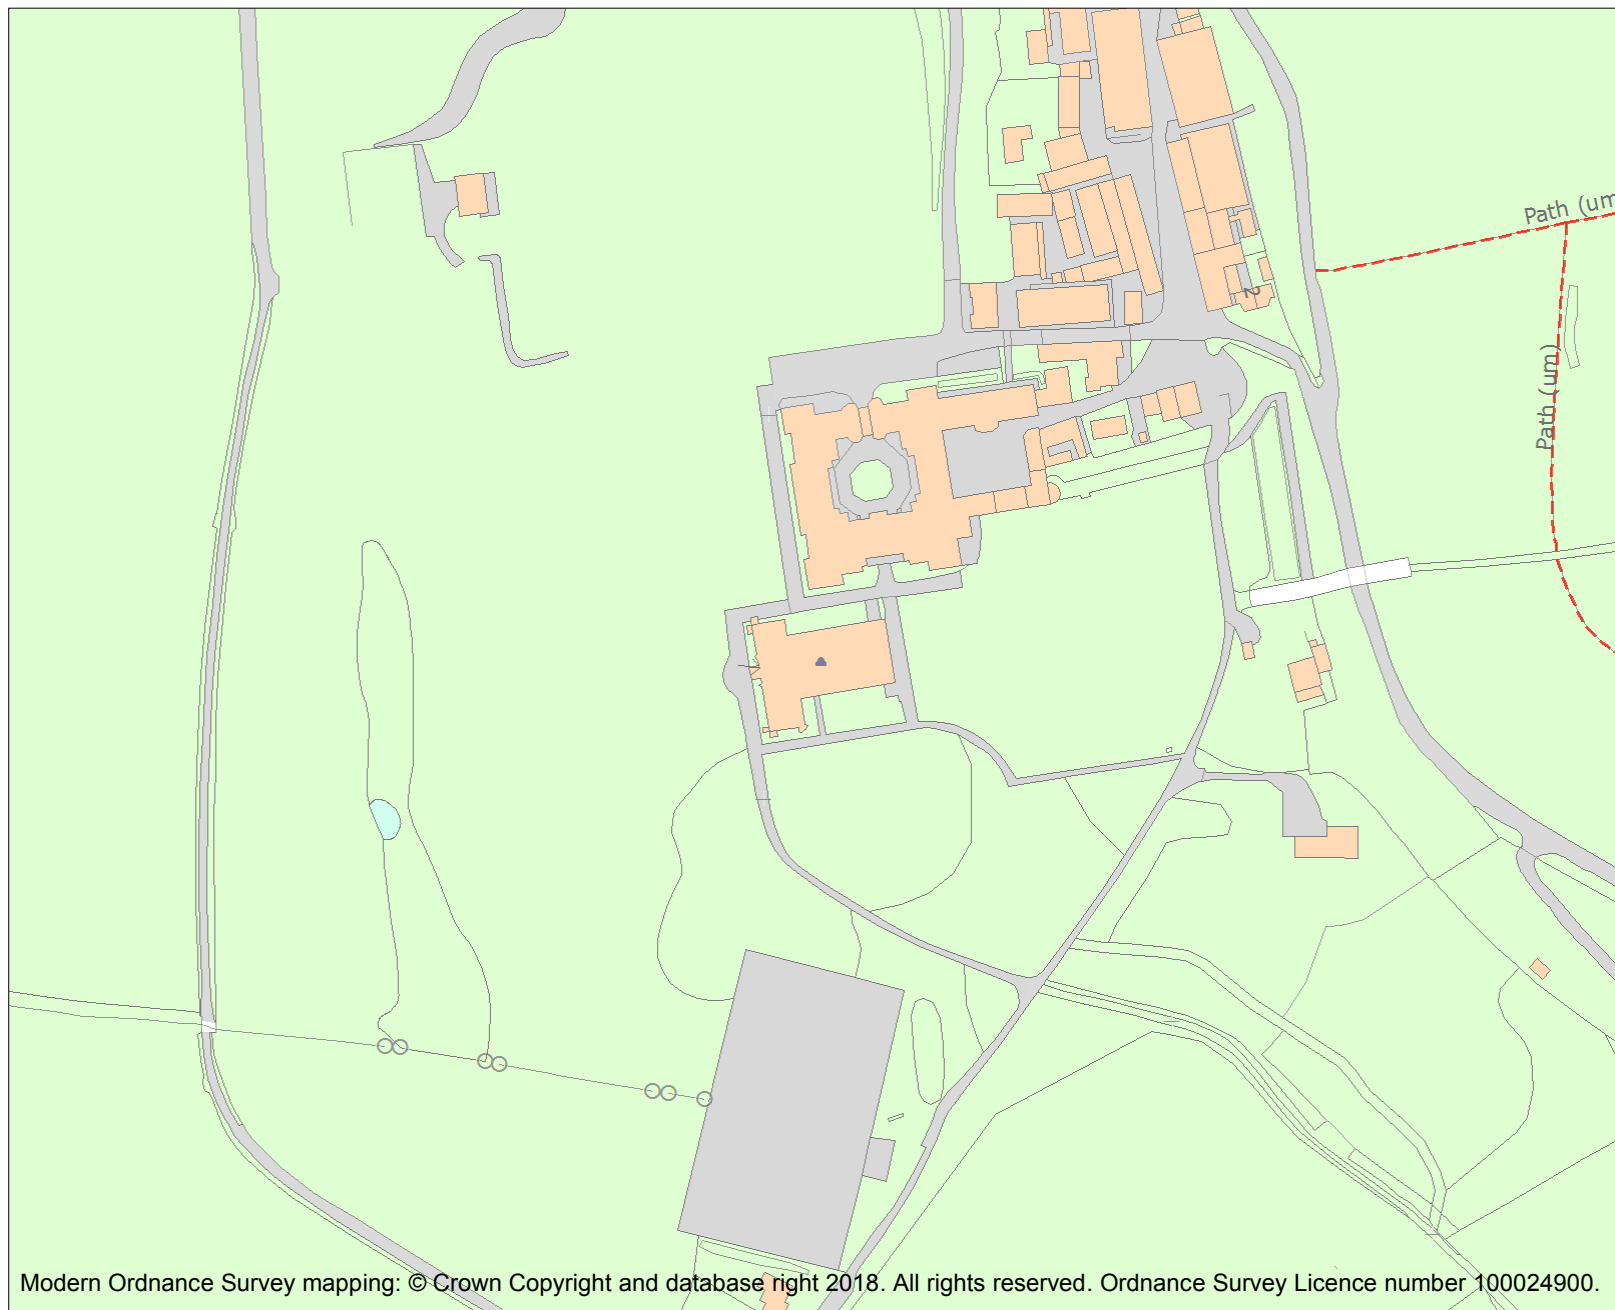 Path (um
2
Path (um)
Modern Ordnance Survey mapping: © Crown Copyright and database right 2018. All rights reserved. Ordnance Survey Licence number 100024900.